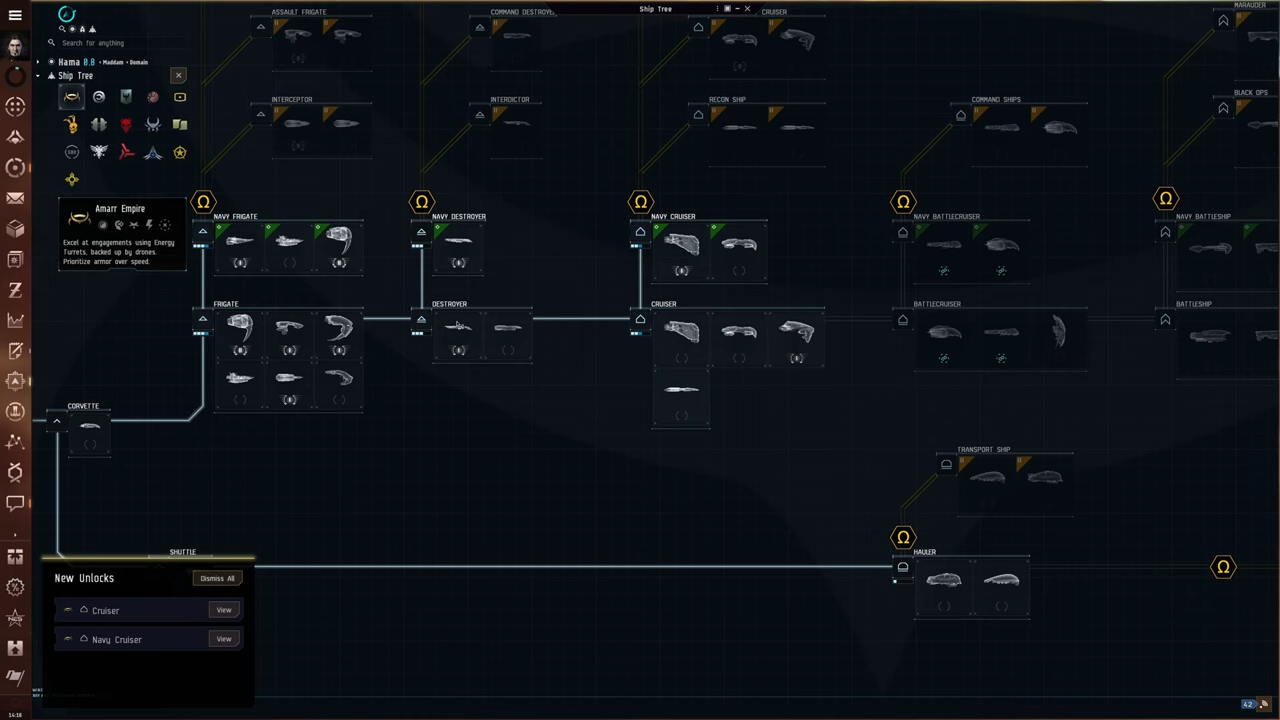 Ship Tree
ASSAULT FRIGATE
COMMAND DESTROYER
CRUISER
MARAUDER
Search for anything
Hama 0.8 • Maddam • Domain
Ship Tree
INTERCEPTOR
INTERDICTOR
RECON SHIP
COMMAND SHIPS
BLACK OPS
Amarr Empire
Excel at engagements using Energy
Turrets, backed up by drones.
Prioritize armor over speed.
NAVY FRIGATE
NAVY DESTROYER
NAVY CRUISER
NAVY BATTLECRUISER
NAVY BATTLESHIP
FRIGATE
DESTROYER
CRUISER
BATTLECRUISER
BATTLESHIP
CORVETTE
TRANSPORT SHIP
SHUTTLE
HAULER
New Unlocks
Dismiss All
Cruiser
View
Navy Cruiser
View
42
14:16